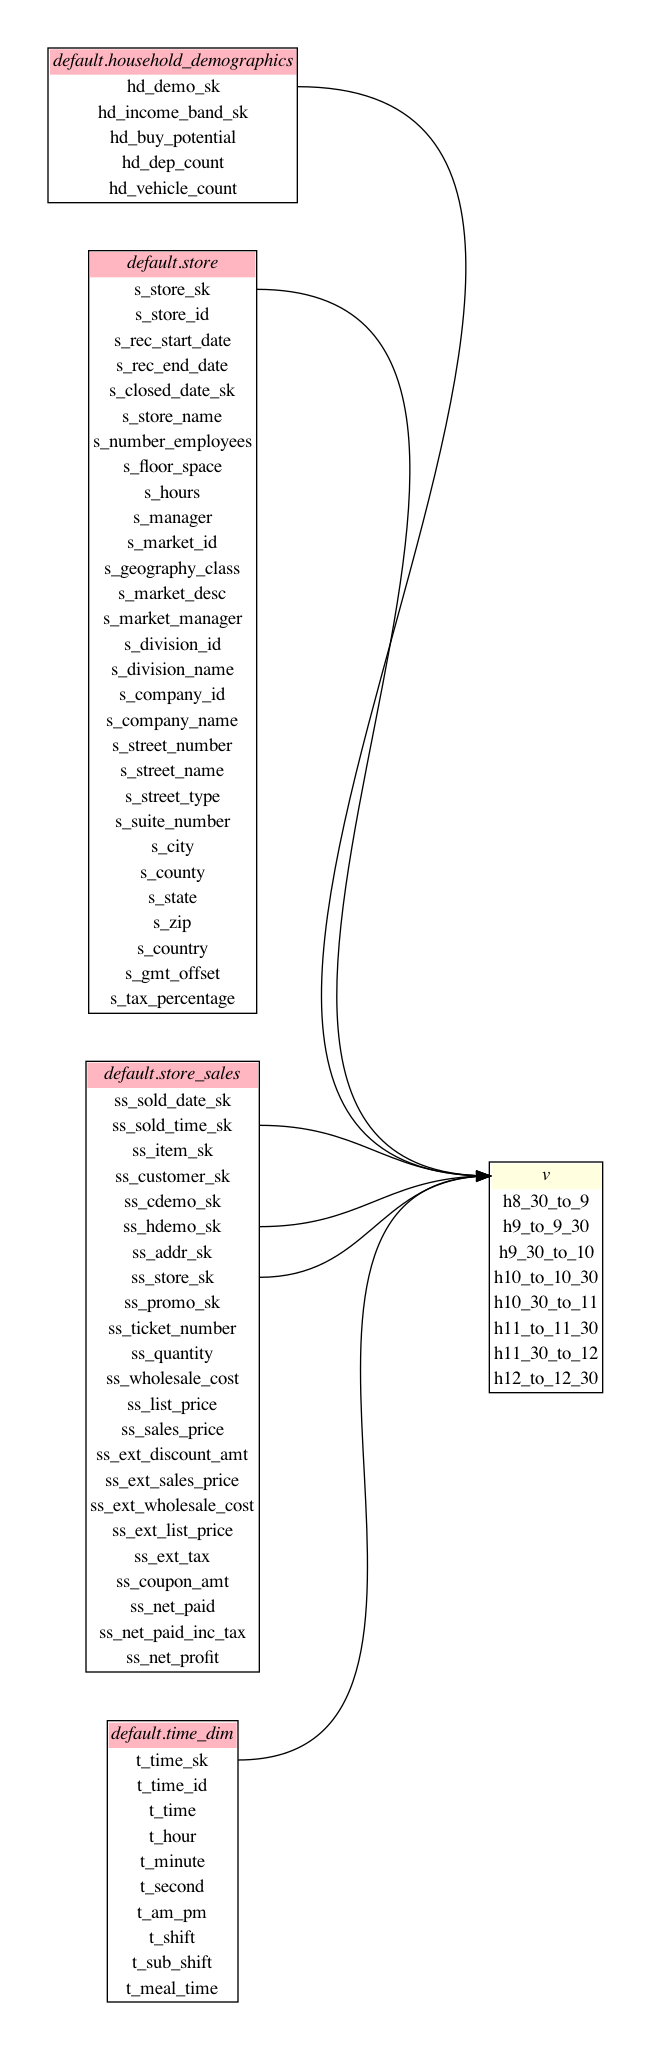 default.household_demographics
hd_demo_sk
hd_income_band_sk
hd_buy_potential
hd_dep_count
hd_vehicle_count
default.store
s_store_sk
s_store_id
s_rec_start_date
s_rec_end_date
s_closed_date_sk
s_store_name
s_number_employees
s_floor_space
s_hours
s_manager
s_market_id
s_geography_class
s_market_desc
s_market_manager
s_division_id
s_division_name
s_company_id
s_company_name
s_street_number
s_street_name
s_street_type
s_suite_number
s_city
s_county
s_state
s_zip
s_country
s_gmt_offset
s_tax_percentage
default.store_sales
ss_sold_date_sk
ss_sold_time_sk
ss_item_sk
ss_customer_sk
ss_cdemo_sk
ss_hdemo_sk
ss_addr_sk
ss_store_sk
ss_promo_sk
ss_ticket_number
ss_quantity
ss_wholesale_cost
ss_list_price
ss_sales_price
ss_ext_discount_amt
ss_ext_sales_price
ss_ext_wholesale_cost
ss_ext_list_price
ss_ext_tax
ss_coupon_amt
ss_net_paid
ss_net_paid_inc_tax
ss_net_profit
default.time_dim
t_time_sk
t_time_id
t_time
t_hour
t_minute
t_second
t_am_pm
t_shift
t_sub_shift
t_meal_time
v
h8_30_to_9
h9_to_9_30
h9_30_to_10
h10_to_10_30
h10_30_to_11
h11_to_11_30
h11_30_to_12
h12_to_12_30